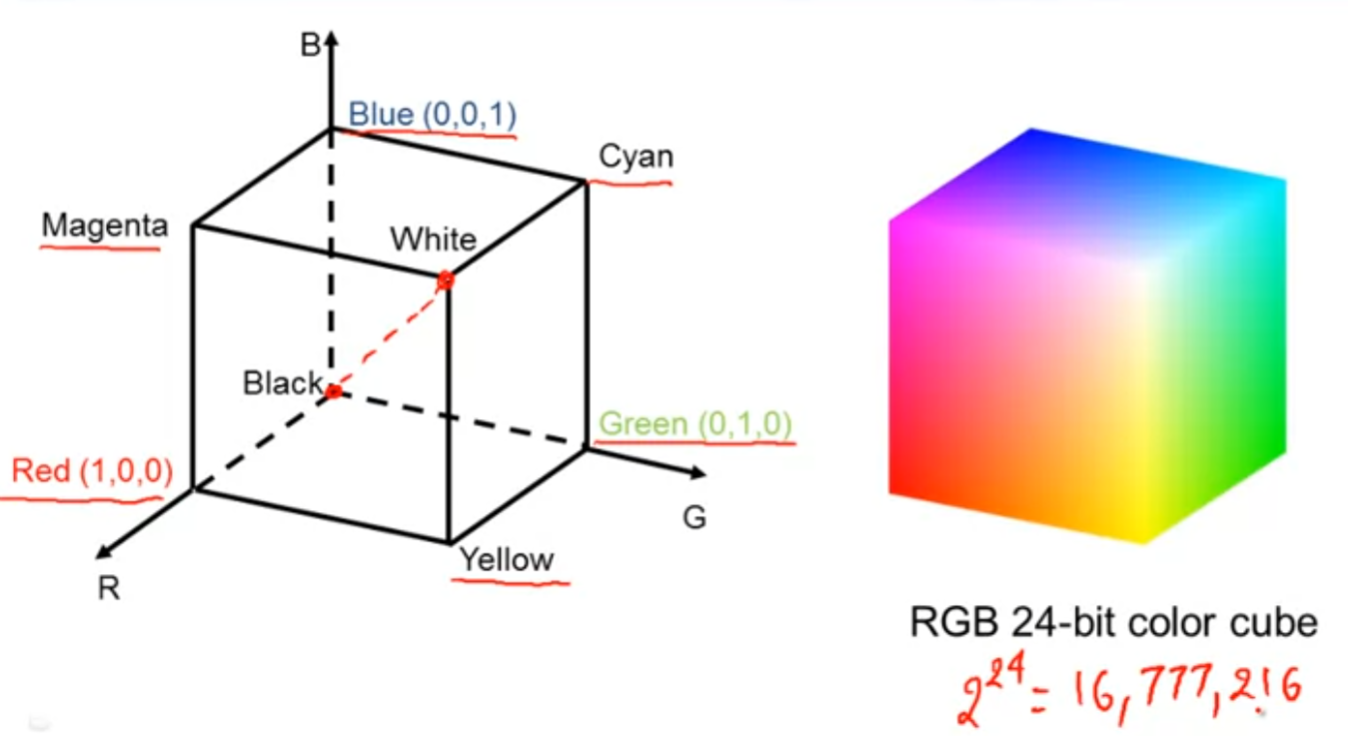 B
Blue (0,0,1)
Cyan
Magenta
White
Black
Green (0,1,0)
Red (1,0,0)
G
Yellow
R
RGB 24-bit color cube
2^24 = 16,777,216